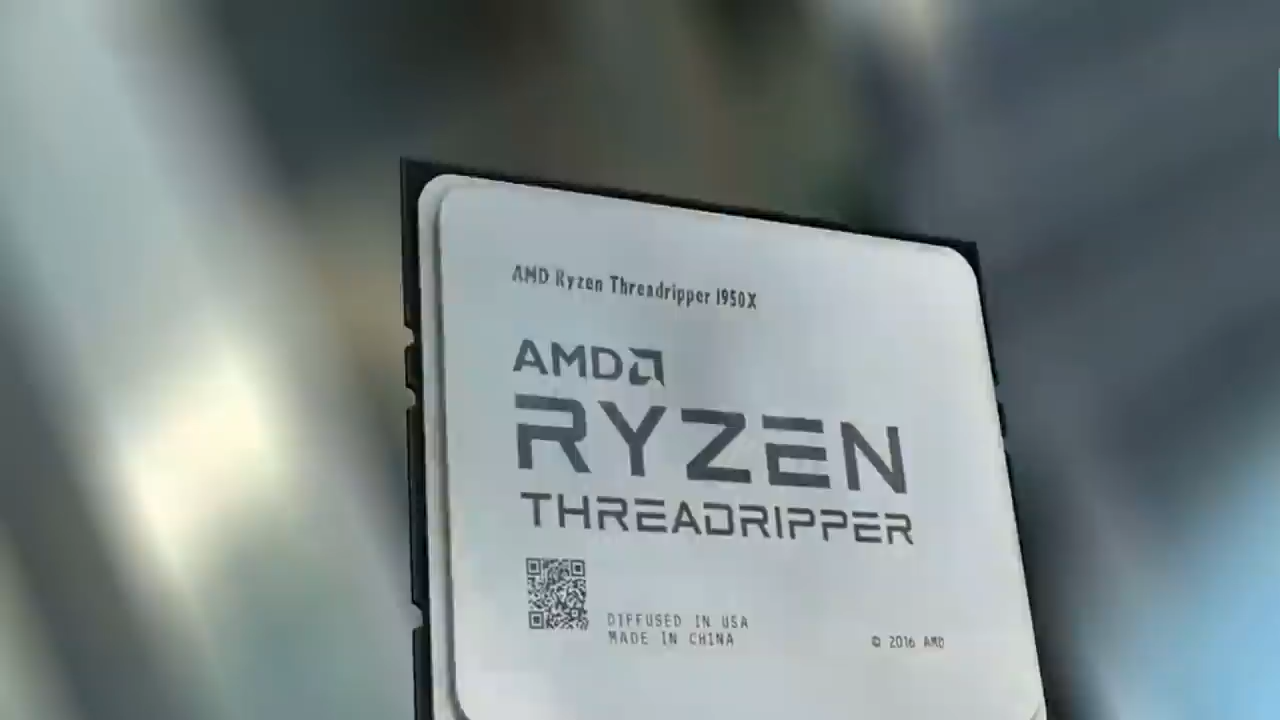 AMD Ryzen Threadripper 1950X
AMD
RYZEN
THREADRIPPER
DIFFUSED IN USA
MADE IN CHINA
© 2016 AMD